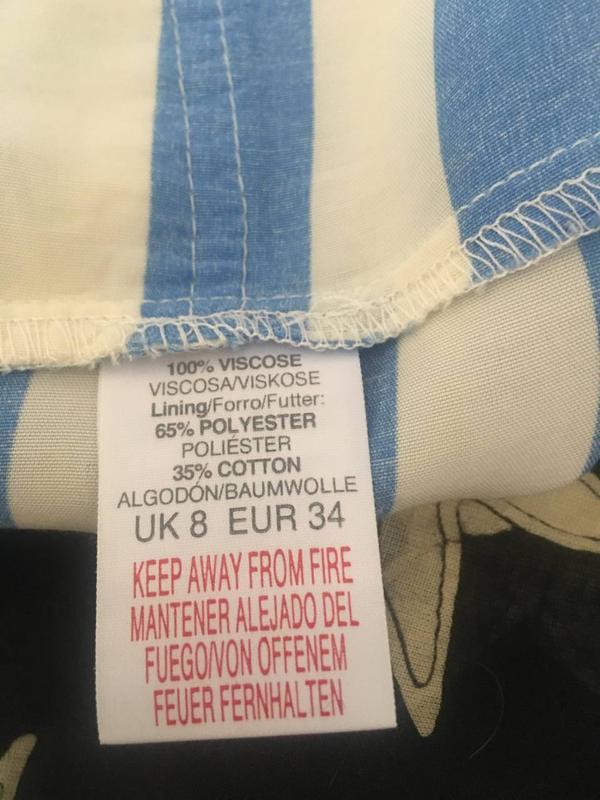 100% VISCOSE
VISCOSA/VISKOSE
Lining/Forro/Futter:
65% POLYESTER
POLIÉSTER
35% COTTON
ALGODÓN/BAUMWOLLE
UK 8 EUR 34
KEEP AWAY FROM FIRE
MANTENER ALEJADO DEL
FUEGO/VON OFFENEM
FEUER FERNHALTEN